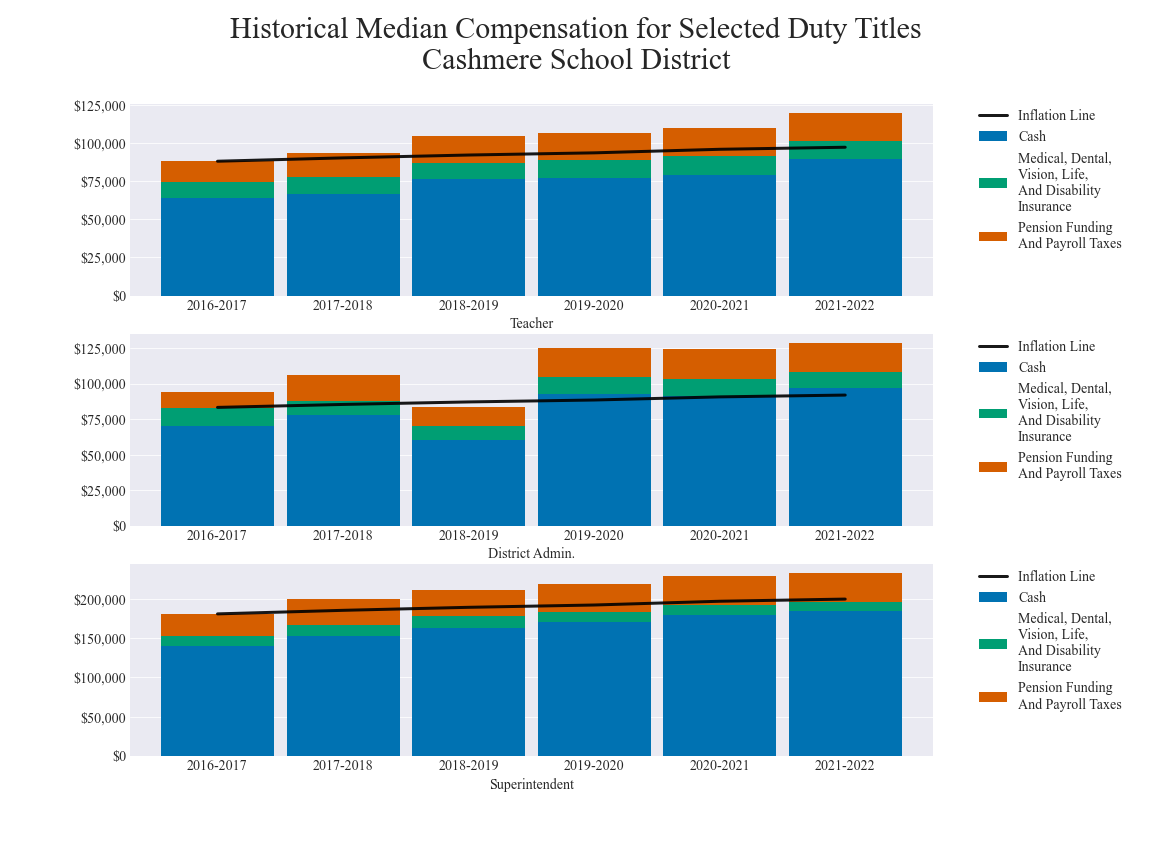 Historical Median Compensation for Selected Duty Titles
Cashmere School District
$125,000
$100,000
$75,000
$50,000
$25,000
$0
2016-2017
2017-2018
2018-2019
2019-2020
2020-2021
2021-2022
Teacher
Inflation Line
Cash
Medical, Dental,
Vision, Life,
And Disability
Insurance
Pension Funding
And Payroll Taxes
$125,000
$100,000
$75,000
$50,000
$25,000
$0
2016-2017
2017-2018
2018-2019
2019-2020
2020-2021
2021-2022
District Admin.
Inflation Line
Cash
Medical, Dental,
Vision, Life,
And Disability
Insurance
Pension Funding
And Payroll Taxes
$200,000
$150,000
$100,000
$50,000
$0
2016-2017
2017-2018
2018-2019
2019-2020
2020-2021
2021-2022
Superintendent
Inflation Line
Cash
Medical, Dental,
Vision, Life,
And Disability
Insurance
Pension Funding
And Payroll Taxes